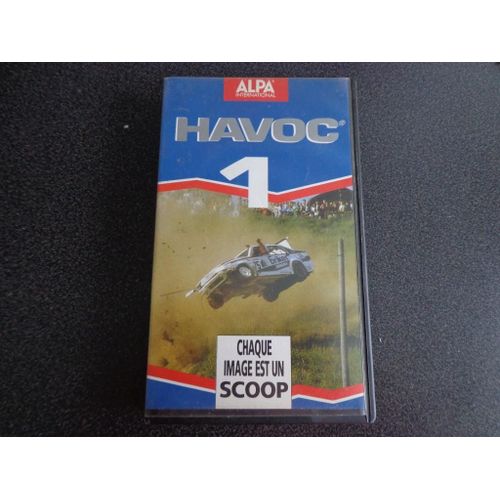 ALPA
INTERNATIONAL
HAVOC®
1
CHAQUE
IMAGE EST UN
SCOOP